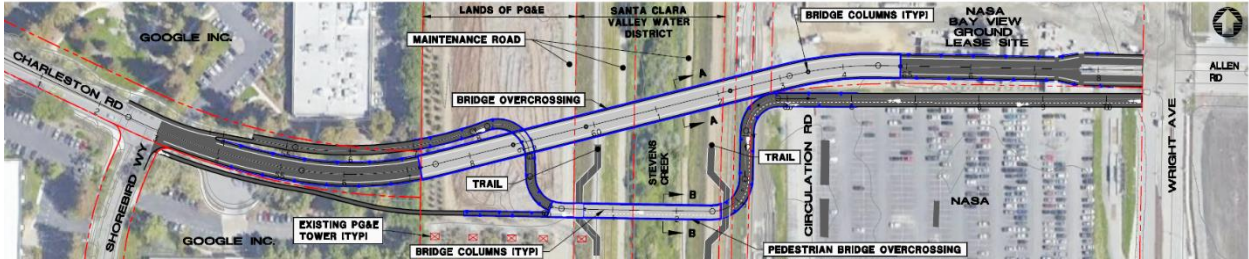 LANDS OF PG&E
SANTA CLARA
VALLEY WATER
DISTRICT
BRIDGE COLUMNS (TYP)
NASA
BAY VIEW
GROUND
LEASE SITE
GOOGLE INC.
MAINTENANCE ROAD
CHARLESTON RD
A
ALLEN
RD
BRIDGE OVERCROSSING
A
SHOREBIRD WY
TRAIL
STEVENS
CREEK
TRAIL
CIRCULATION RD
WRIGHT AVE
B
NASA
EXISTING PG&E
TOWER (TYP)
B
GOOGLE INC.
BRIDGE COLUMNS (TYP)
PEDESTRIAN BRIDGE OVERCROSSING